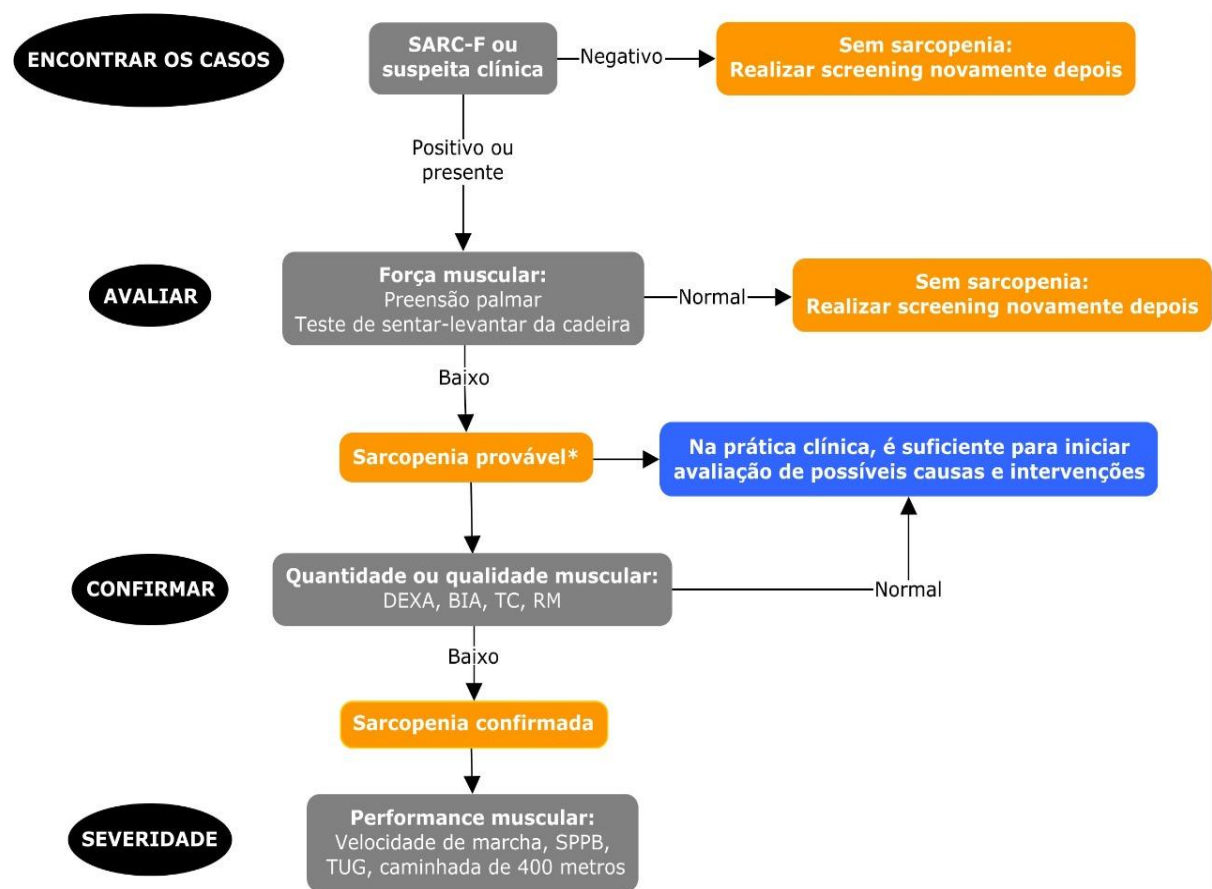 ENCONTRAR OS CASOS
SARC-F ou
suspeita clínica
Negativo
Sem sarcopenia:
Realizar screening novamente depois
Positivo ou
presente
AVALIAR
Força muscular:
Preensão palmar
Teste de sentar-levantar da cadeira
Normal
Sem sarcopenia:
Realizar screening novamente depois
Baixo
Sarcopenia provável*
Na prática clínica, é suficiente para iniciar
avaliação de possíveis causas e intervenções
CONFIRMAR
Quantidade ou qualidade muscular:
DEXA, BIA, TC, RM
Normal
Baixo
Sarcopenia confirmada
SEVERIDADE
Performance muscular:
Velocidade de marcha, SPPB,
TUG, caminhada de 400 metros